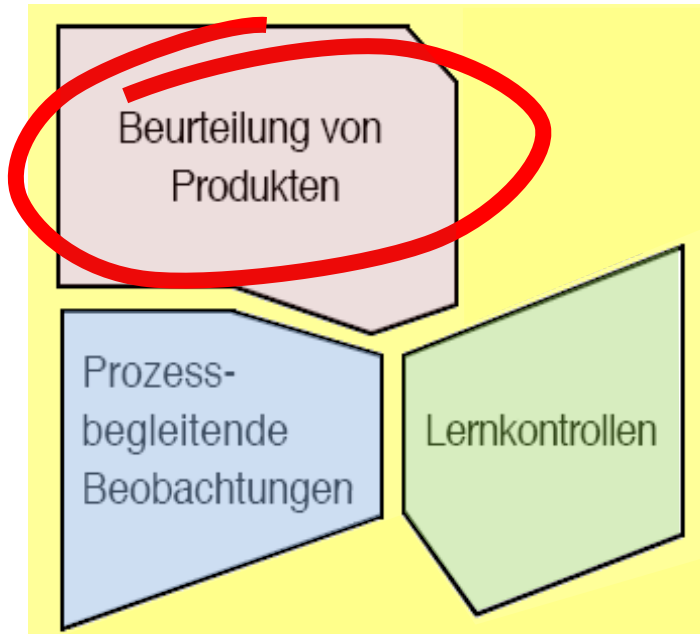 Beurteilung von
Produkten
Prozess-
begleitende
Beobachtungen
Lernkontrollen